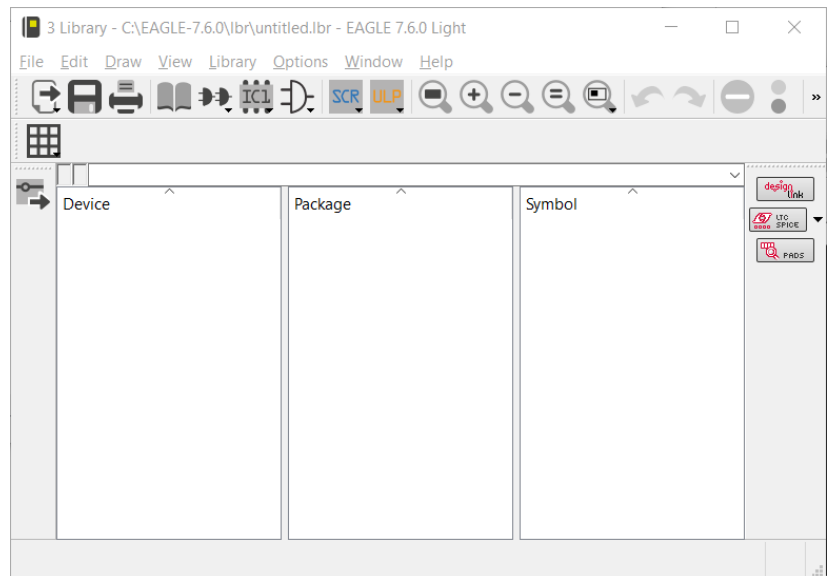 3 Library - C:\EAGLE-7.6.0\lbr\untitled.lbr - EAGLE 7.6.0 Light
File Edit Draw View Library Options Window Help
IC1 SCR ULP »
Device Package Symbol
design link
LTC SPICE
PADS